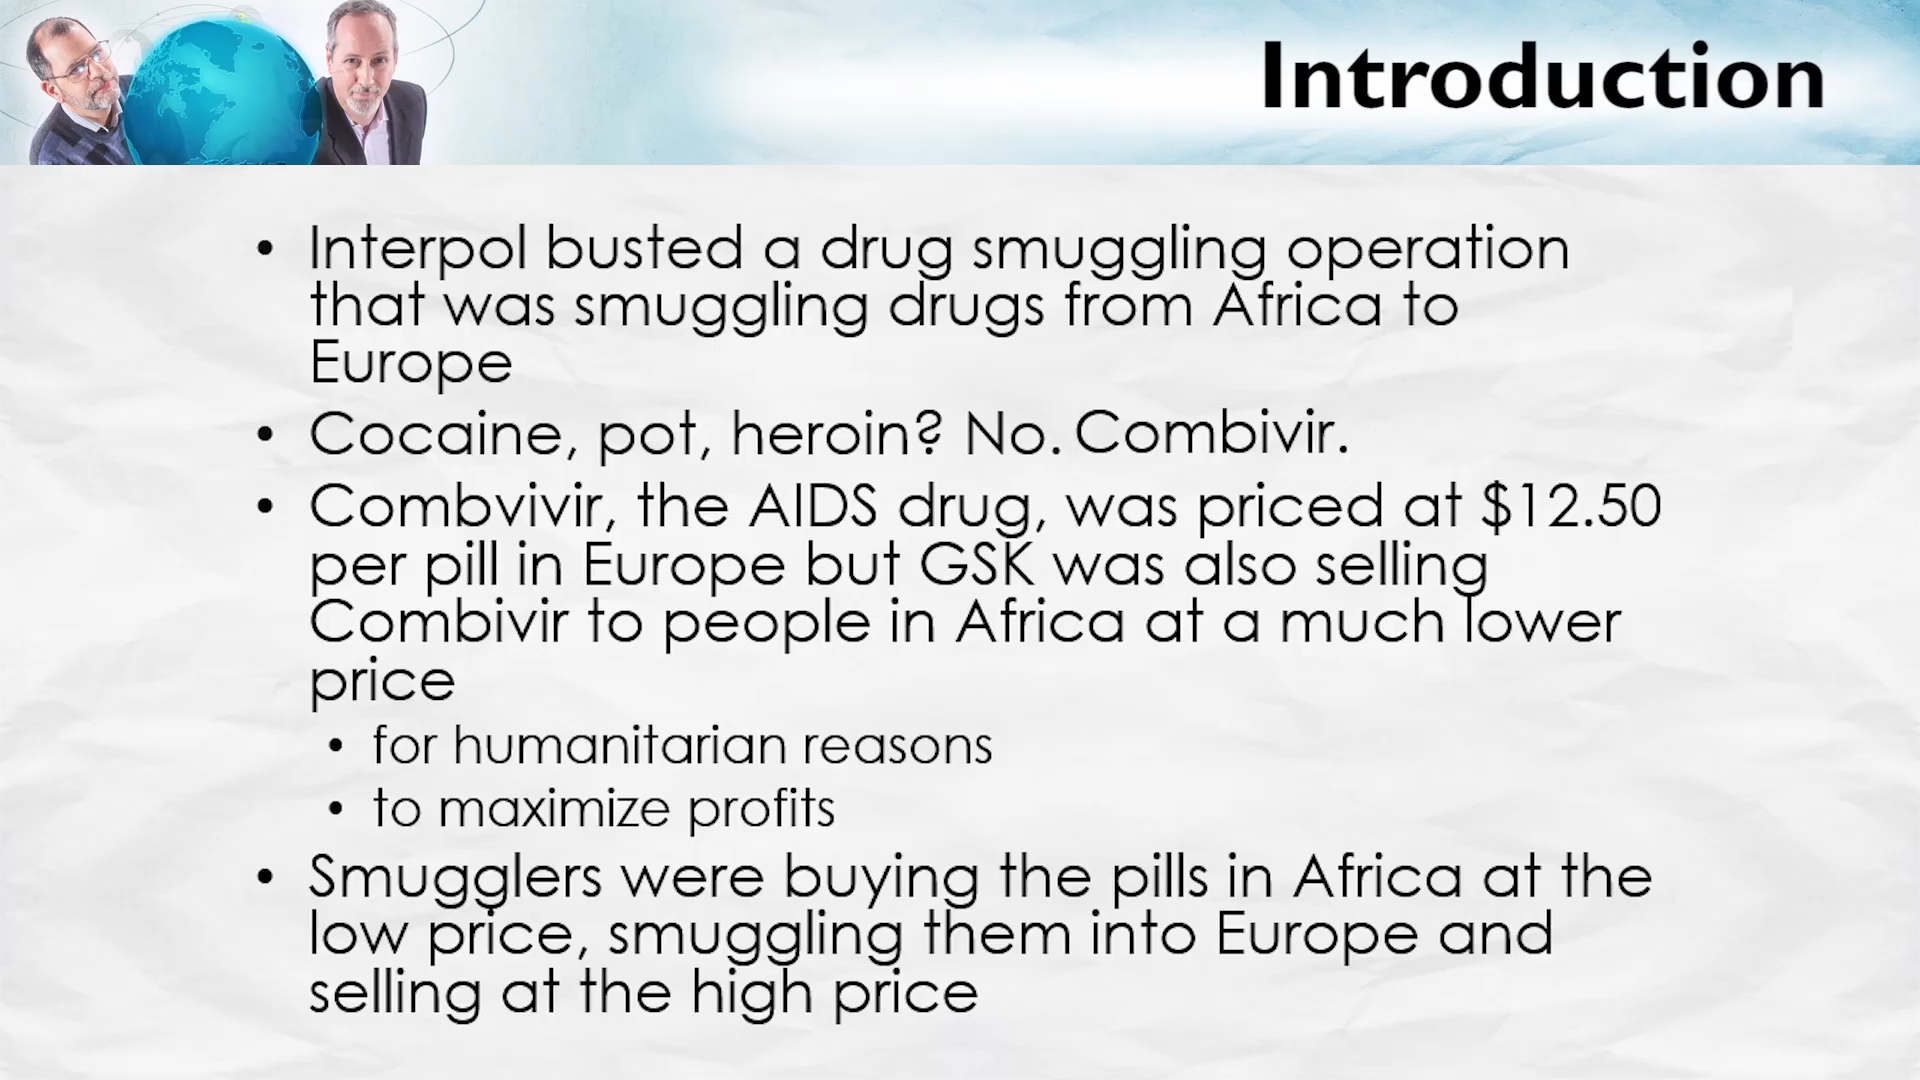 Introduction
• Interpol busted a drug smuggling operation
that was smuggling drugs from Africa to
Europe
• Cocaine, pot, heroin? No. Combivir.
• Combvivir, the AIDS drug, was priced at $12.50
per pill in Europe but GSK was also selling
Combivir to people in Africa at a much lower
price
• for humanitarian reasons
• to maximize profits
• Smugglers were buying the pills in Africa at the
low price, smuggling them into Europe and
selling at the high price